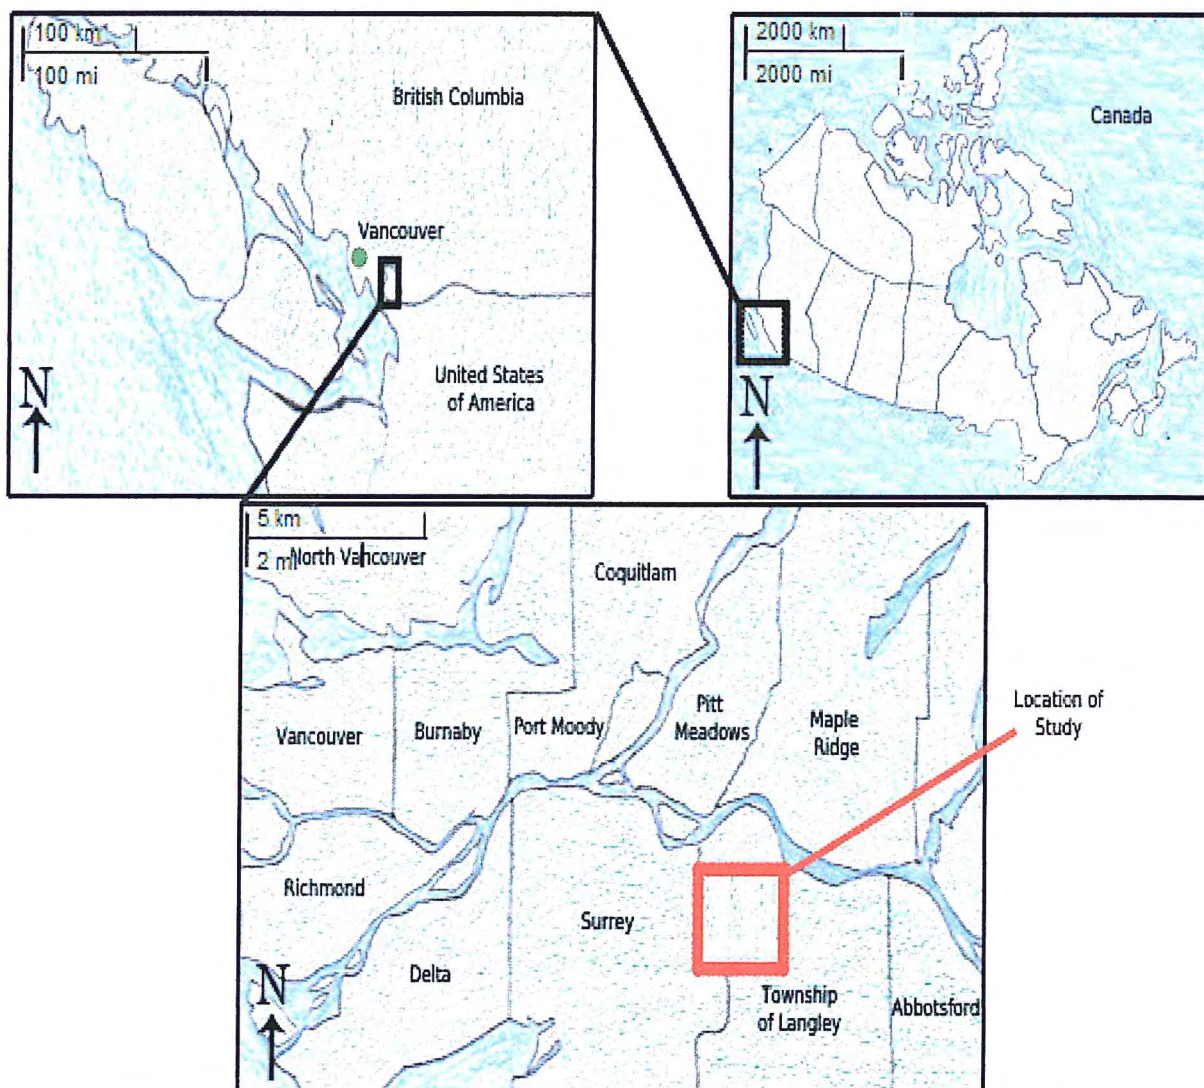 100 km
100 mi
British Columbia
Vancouver
United States
of America
N
2000 km
2000 mi
Canada
N
5 km
2 mi
North Vancouver
Coquitlam
Vancouver
Burnaby
Port Moody
Pitt
Meadows
Maple
Ridge
Location of
Study
Richmond
Surrey
Delta
N
Township
of Langley
Abbotsford